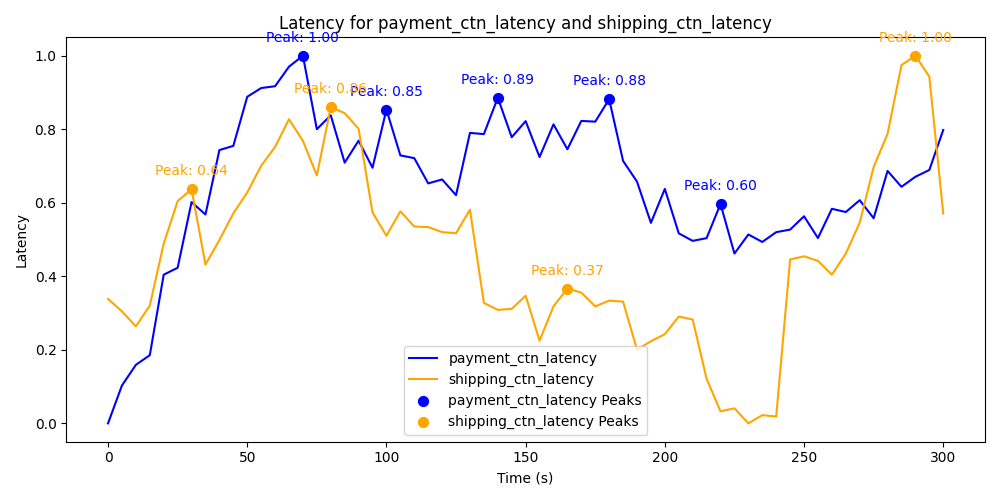 Latency for payment_ctn_latency and shipping_ctn_latency
Peak: 1.00
Peak: 1.00
Peak: 0.86
Peak: 0.85
Peak: 0.89
Peak: 0.88
Peak: 0.64
Peak: 0.60
Peak: 0.37
Latency
1.0
0.8
0.6
0.4
0.2
0.0
payment_ctn_latency
shipping_ctn_latency
payment_ctn_latency Peaks
shipping_ctn_latency Peaks
0 50 100 150 200 250 300
Time (s)